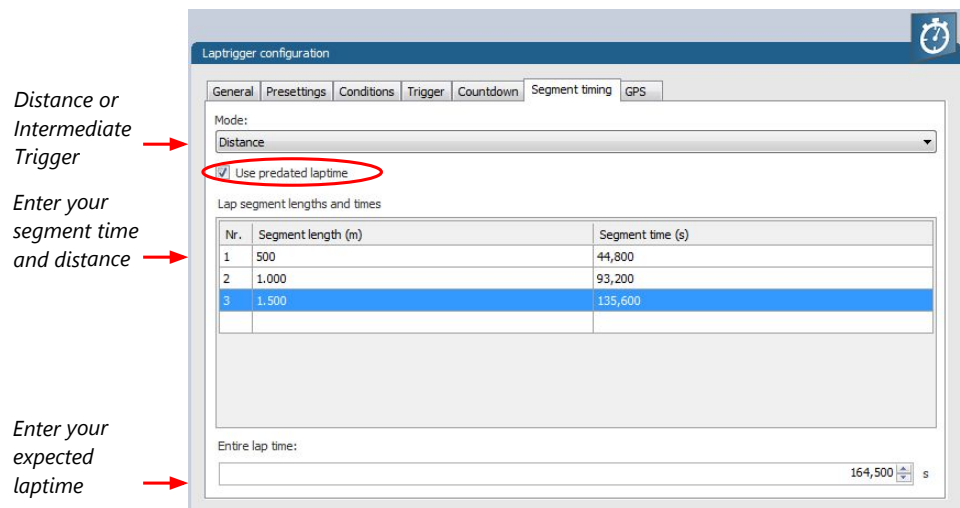 Laptrigger configuration
General Presettings Conditions Trigger Countdown Segment timing GPS
Distance or
Intermediate
Trigger
Mode:
Distance
Use predated laptime
Enter your
segment time
and distance
Lap segment lengths and times
Nr. Segment length (m) Segment time (s)
1 500 44,800
2 1.000 93,200
3 1.500 135,600
Enter your
expected
laptime
Entire lap time:
164,500 s